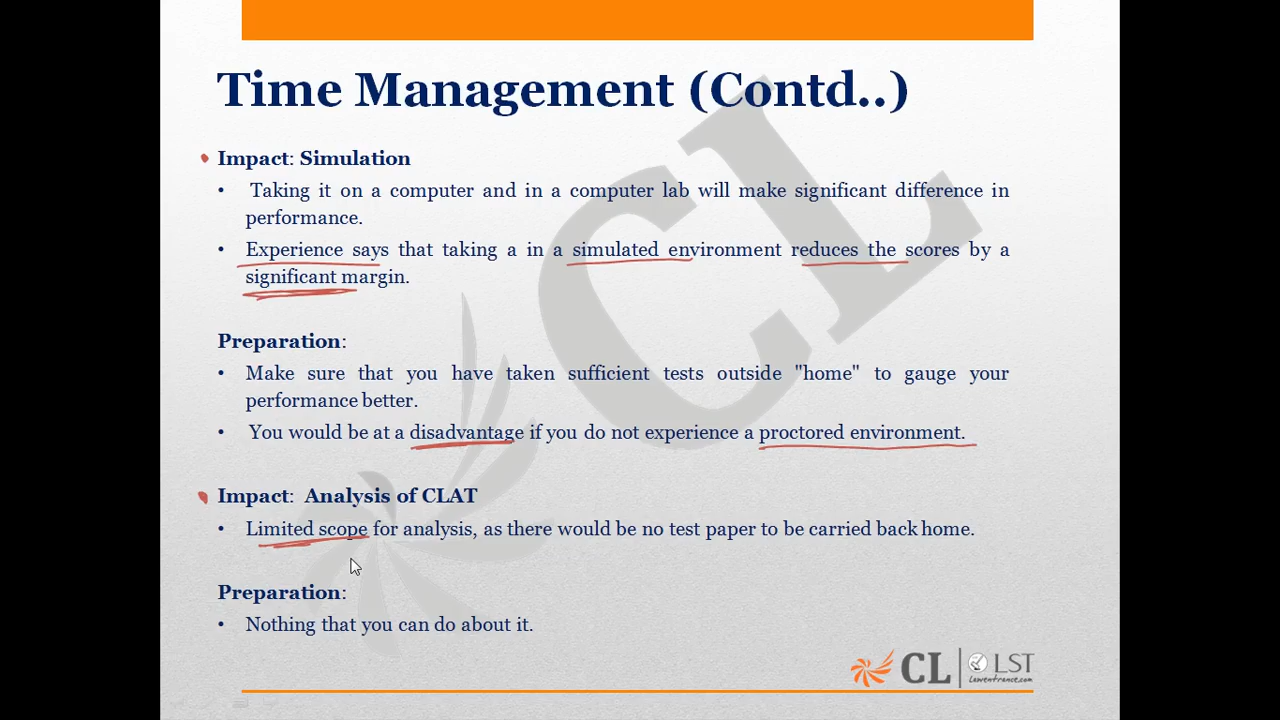 Time Management (Contd..)
Impact: Simulation
• Taking it on a computer and in a computer lab will make significant difference in
performance.
• Experience says that taking a in a simulated environment reduces the scores by a
significant margin.
Preparation:
• Make sure that you have taken sufficient tests outside "home" to gauge your
performance better.
• You would be at a disadvantage if you do not experience a proctored environment.
Impact: Analysis of CLAT
• Limited scope for analysis, as there would be no test paper to be carried back home.
Preparation:
• Nothing that you can do about it.
CL
CL | LST
Lawentrance.com